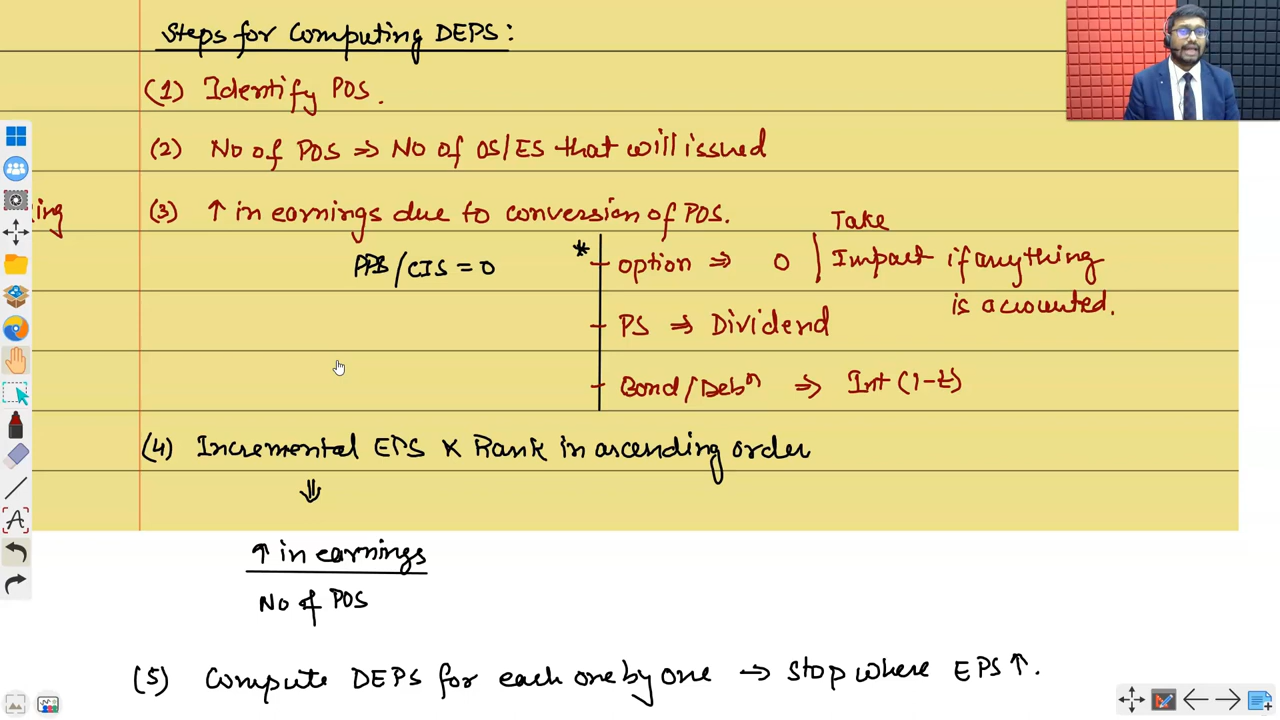 Steps for Computing DEPS:
(1) Identify POS.
(2) No of POS ⇒ No of OS/ES that will issued
ing
(3) ↑ in earnings due to conversion of POS.
PPS/CIS = 0
* option ⇒ 0 | Take Impact if anything is accounted.
PS ⇒ Dividend
Bond/Debn ⇒ Int (1-t)
(4) Incremental EPS & Rank in ascending order
⇓
↑ in earnings
No of POS
(5) Compute DEPS for each one by one → Stop where EPS ↑.